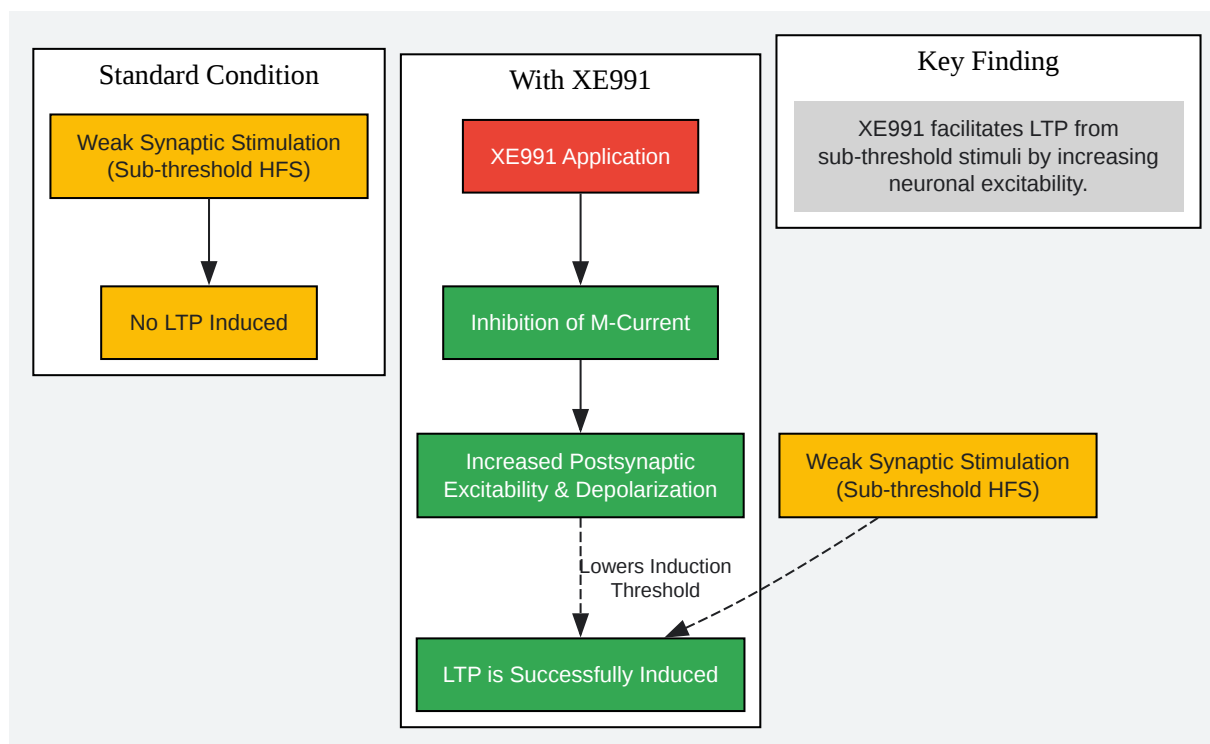 Standard Condition
Weak Synaptic Stimulation
(Sub-threshold HFS)
No LTP Induced
With XE991
XE991 Application
Inhibition of M-Current
Increased Postsynaptic
Excitability & Depolarization
Lowers Induction
Threshold
LTP is Successfully Induced
Key Finding
XE991 facilitates LTP from
sub-threshold stimuli by increasing
neuronal excitability.
Weak Synaptic Stimulation
(Sub-threshold HFS)